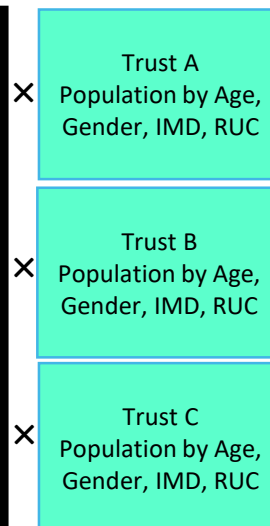 Trust A
× Population by Age,
Gender, IMD, RUC
Trust B
× Population by Age,
Gender, IMD, RUC
Trust C
× Population by Age,
Gender, IMD, RUC